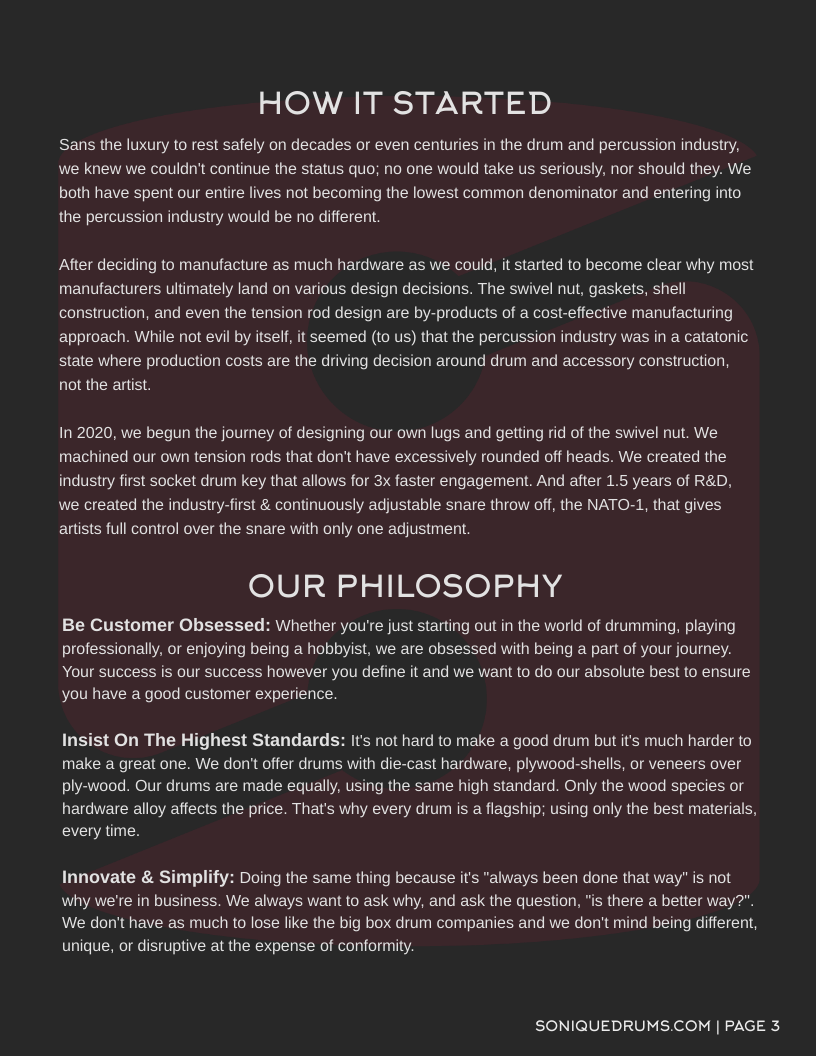 HOW IT STARTED
Sans the luxury to rest safely on decades or even centuries in the drum and percussion industry,
we knew we couldn't continue the status quo; no one would take us seriously, nor should they. We
both have spent our entire lives not becoming the lowest common denominator and entering into
the percussion industry would be no different.
After deciding to manufacture as much hardware as we could, it started to become clear why most
manufacturers ultimately land on various design decisions. The swivel nut, gaskets, shell
construction, and even the tension rod design are by-products of a cost-effective manufacturing
approach. While not evil by itself, it seemed (to us) that the percussion industry was in a catatonic
state where production costs are the driving decision around drum and accessory construction,
not the artist.
In 2020, we begun the journey of designing our own lugs and getting rid of the swivel nut. We
machined our own tension rods that don't have excessively rounded off heads. We created the
industry first socket drum key that allows for 3x faster engagement. And after 1.5 years of R&D,
we created the industry-first & continuously adjustable snare throw off, the NATO-1, that gives
artists full control over the snare with only one adjustment.
OUR PHILOSOPHY
Be Customer Obsessed: Whether you're just starting out in the world of drumming, playing
professionally, or enjoying being a hobbyist, we are obsessed with being a part of your journey.
Your success is our success however you define it and we want to do our absolute best to ensure
you have a good customer experience.
Insist On The Highest Standards: It's not hard to make a good drum but it's much harder to
make a great one. We don't offer drums with die-cast hardware, plywood-shells, or veneers over
ply-wood. Our drums are made equally, using the same high standard. Only the wood species or
hardware alloy affects the price. That's why every drum is a flagship; using only the best materials,
every time.
Innovate & Simplify: Doing the same thing because it's "always been done that way" is not
why we're in business. We always want to ask why, and ask the question, "is there a better way?".
We don't have as much to lose like the big box drum companies and we don't mind being different,
unique, or disruptive at the expense of conformity.
SONIQUEDRUMS.COM | PAGE 3